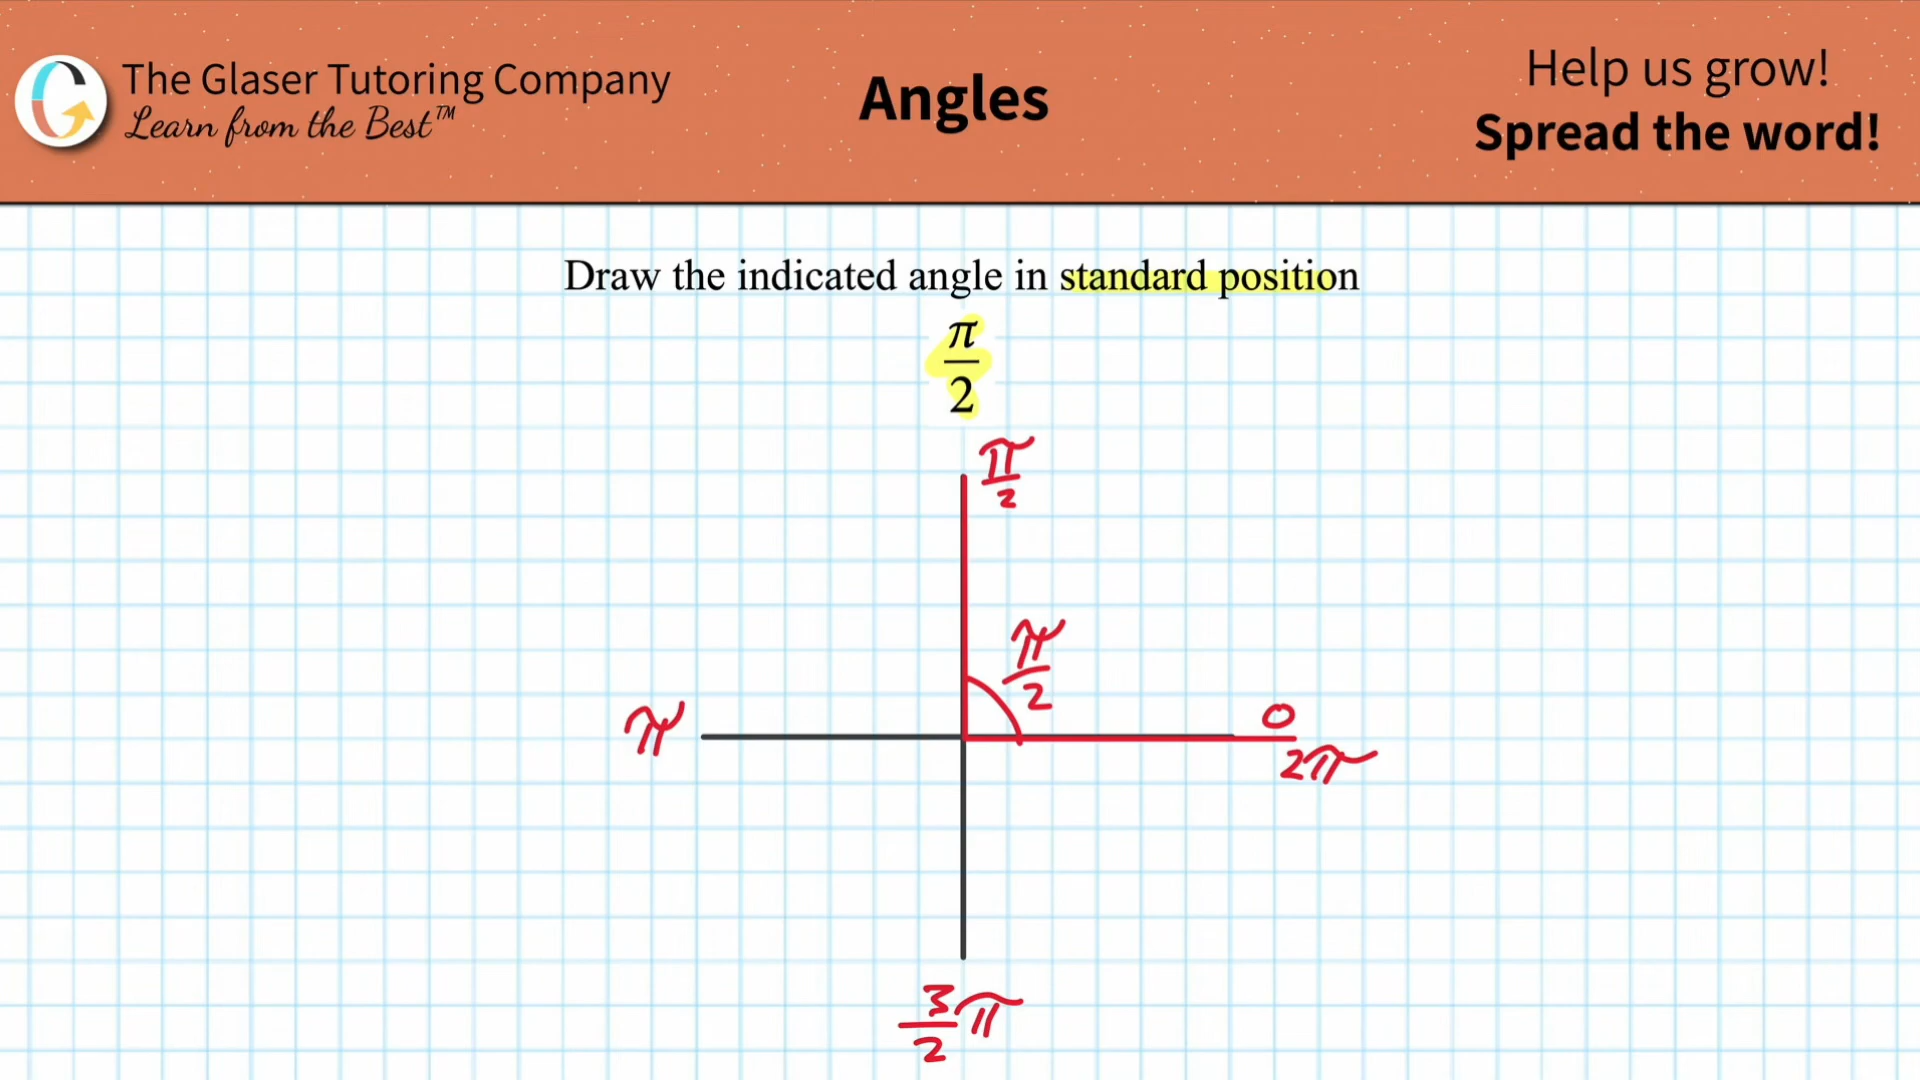 The Glaser Tutoring Company
Learn from the Best™
Angles
Help us grow!
Spread the word!
Draw the indicated angle in standard position
π
2
π
2
π
2
π
0
2π
3
2
π